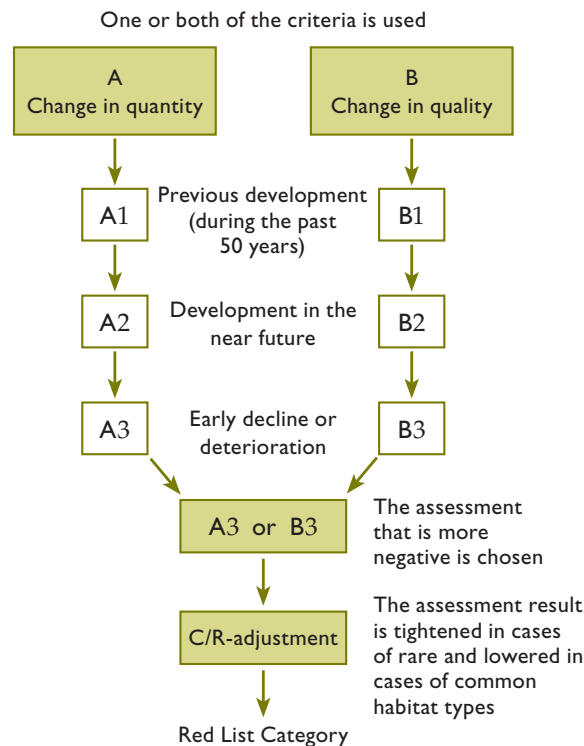 One or both of the criteria is used
A
Change in quantity
B
Change in quality
A1
Previous development
(during the past
50 years)
B1
A2
Development in the
near future
B2
A3
Early decline or
deterioration
B3
A3 or B3
The assessment
that is more
negative is chosen
C/R-adjustment
The assessment result
is tightened in cases
of rare and lowered in
cases of common
habitat types
Red List Category